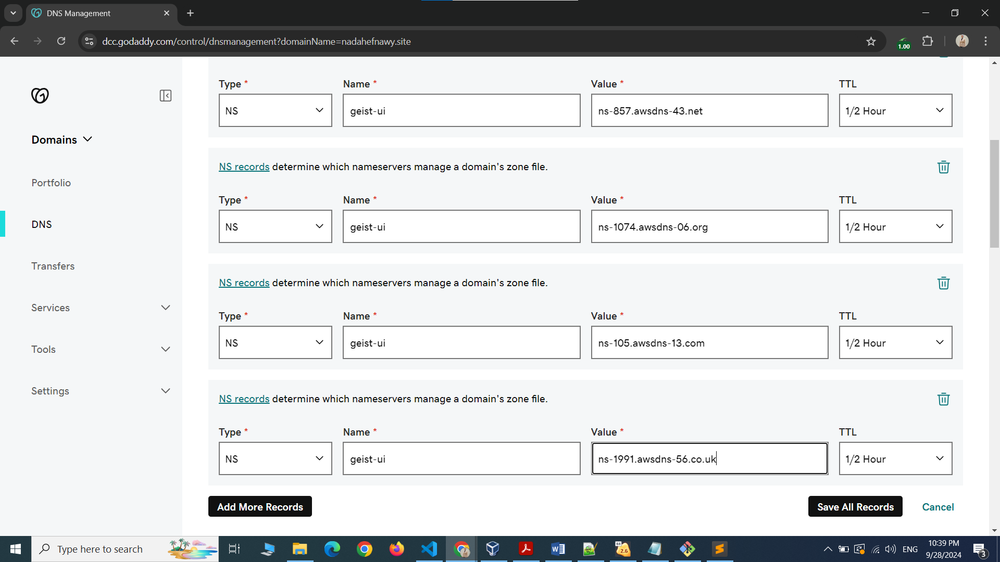 DNS Management
dcc.godaddy.com/control/dnsmanagement?domainName=nadahefnawy.site
1.00
Domains
Portfolio
DNS
Transfers
Services
Tools
Settings
Type * Name * Value * TTL
NS geist-ui ns-857.awsdns-43.net 1/2 Hour
NS records determine which nameservers manage a domain's zone file.
Type * Name * Value * TTL
NS geist-ui ns-1074.awsdns-06.org 1/2 Hour
NS records determine which nameservers manage a domain's zone file.
Type * Name * Value * TTL
NS geist-ui ns-105.awsdns-13.com 1/2 Hour
NS records determine which nameservers manage a domain's zone file.
Type * Name * Value * TTL
NS geist-ui ns-1991.awsdns-56.co.uk 1/2 Hour
Add More Records Save All Records Cancel
Type here to search
64
2.6
ENG
10:39 PM
9/28/2024
3